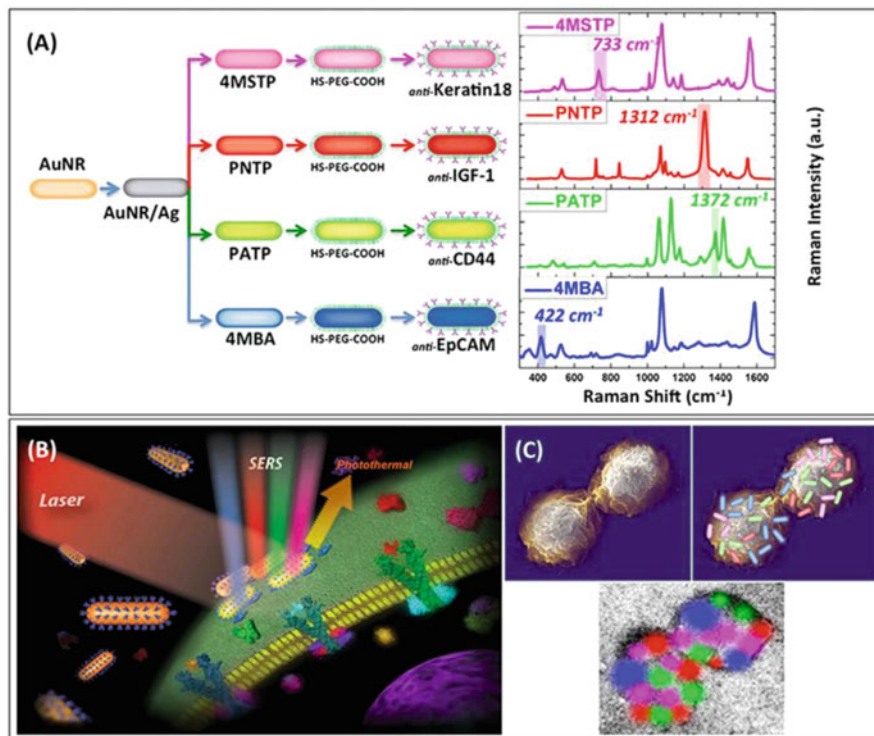 (A)
AuNR
AuNR/Ag
4MSTP
HS-PEG-COOH
anti-Keratin18
PNTP
HS-PEG-COOH
anti-IGF-1
PATP
HS-PEG-COOH
anti-CD44
4MBA
HS-PEG-COOH
anti-EpCAM
4MSTP
733 cm⁻¹
PNTP
1312 cm⁻¹
PATP
1372 cm⁻¹
4MBA
422 cm⁻¹
400 600 800 1000 1200 1400 1600
Raman Shift (cm⁻¹)
Raman Intensity (a.u.)
(B)
Laser
SERS
Photothermal
(C)